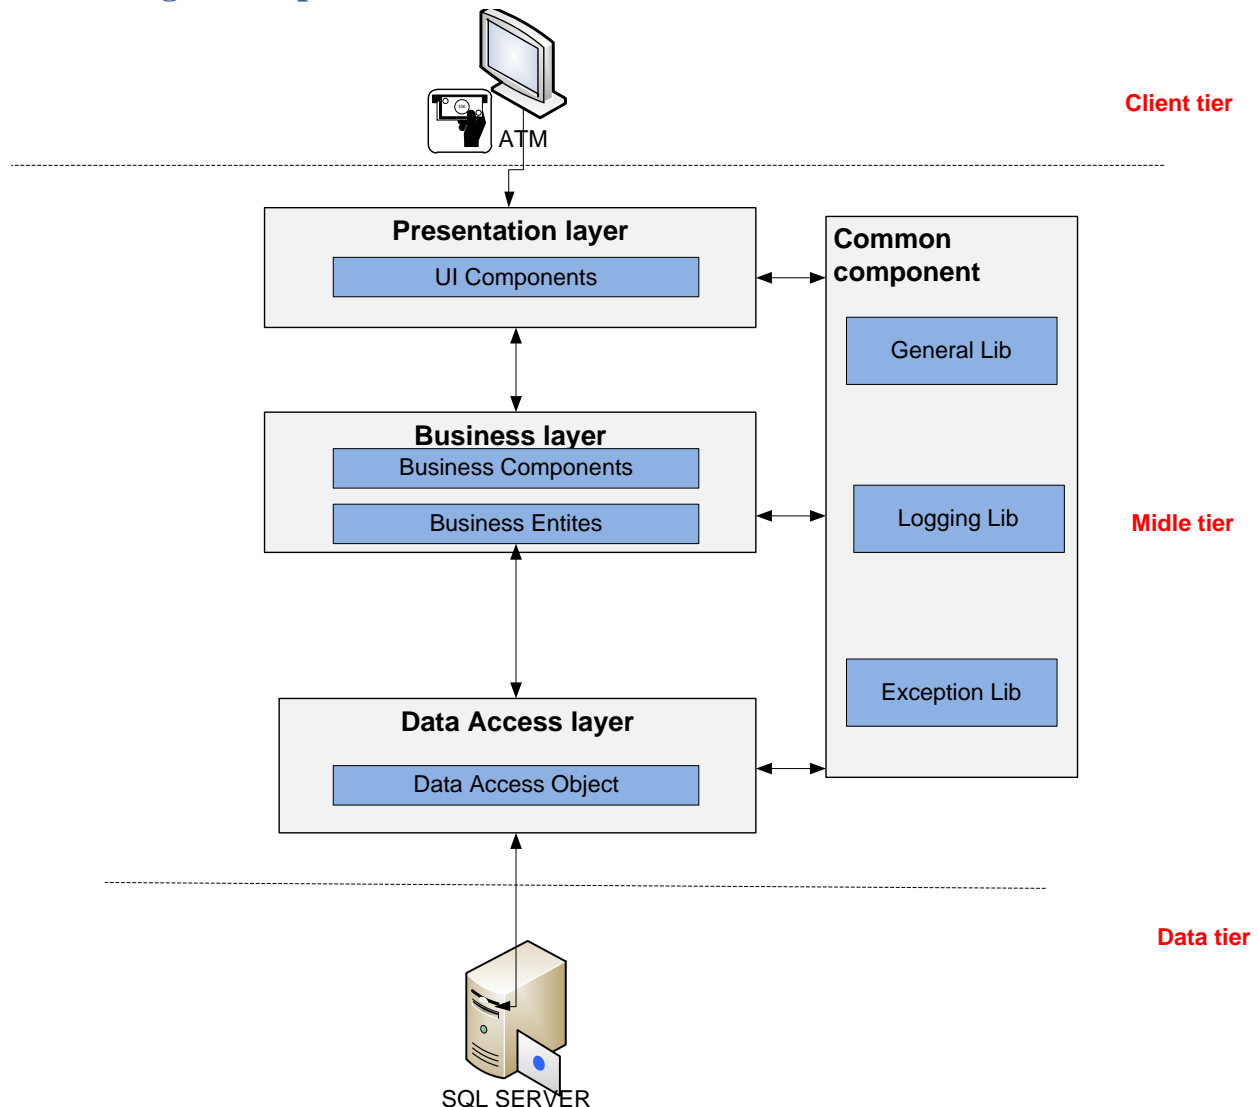 Client tier
ATM
Presentation layer
UI Components
Common
component
General Lib
Business layer
Business Components
Business Entites
Logging Lib
Midle tier
Exception Lib
Data Access layer
Data Access Object
Data tier
SQL SERVER